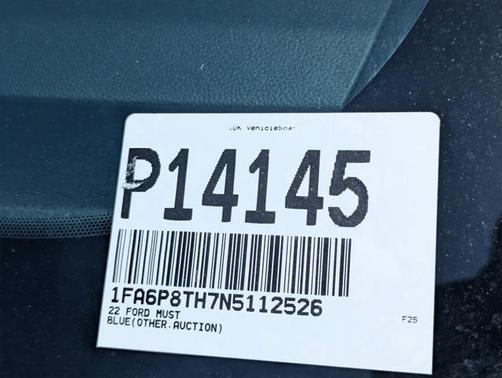 P14145
1FA6P8TH7N5112526
22 FORD MUST
BLUE(OTHER.AUCTION)
F25